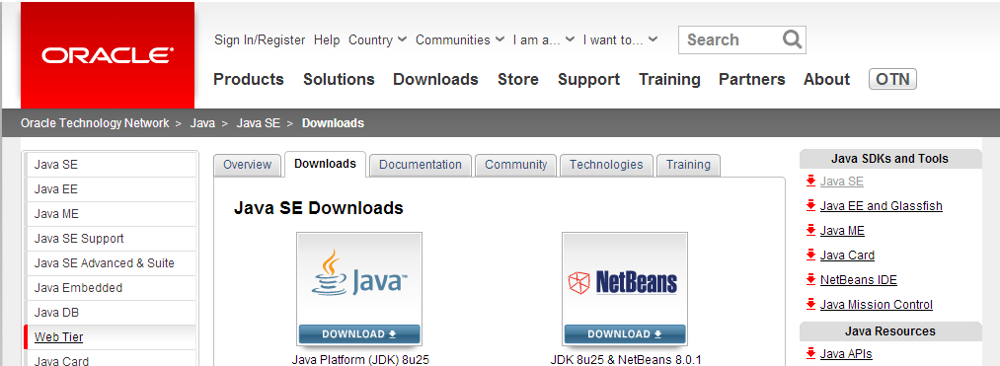 ORACLE®
Sign In/Register Help Country Communities I am a... I want to... Search
Products Solutions Downloads Store Support Training Partners About OTN
Oracle Technology Network > Java > Java SE > Downloads
Java SE
Java EE
Java ME
Java SE Support
Java SE Advanced & Suite
Java Embedded
Java DB
Web Tier
Java Card
Overview Downloads Documentation Community Technologies Training
Java SE Downloads
Java™
DOWNLOAD
Java Platform (JDK) 8u25
NetBeans
DOWNLOAD
JDK 8u25 & NetBeans 8.0.1
Java SDKs and Tools
Java SE
Java EE and Glassfish
Java ME
Java Card
NetBeans IDE
Java Mission Control
Java Resources
Java APIs